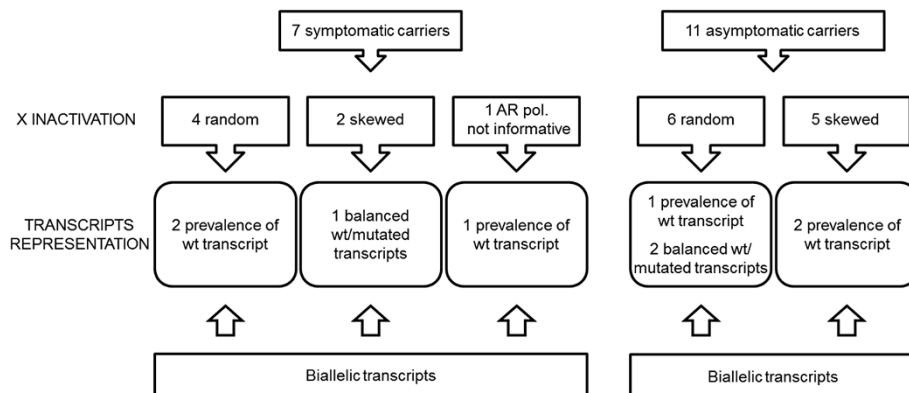 7 symptomatic carriers
11 asymptomatic carriers
X INACTIVATION
4 random
2 skewed
1 AR pol.
not informative
6 random
5 skewed
TRANSCRIPTS
REPRESENTATION
2 prevalence of
wt transcript
1 balanced
wt/mutated
transcripts
1 prevalence of
wt transcript
1 prevalence of
wt transcript
2 balanced wt/
mutated transcripts
2 prevalence of
wt transcript
Biallelic transcripts
Biallelic transcripts